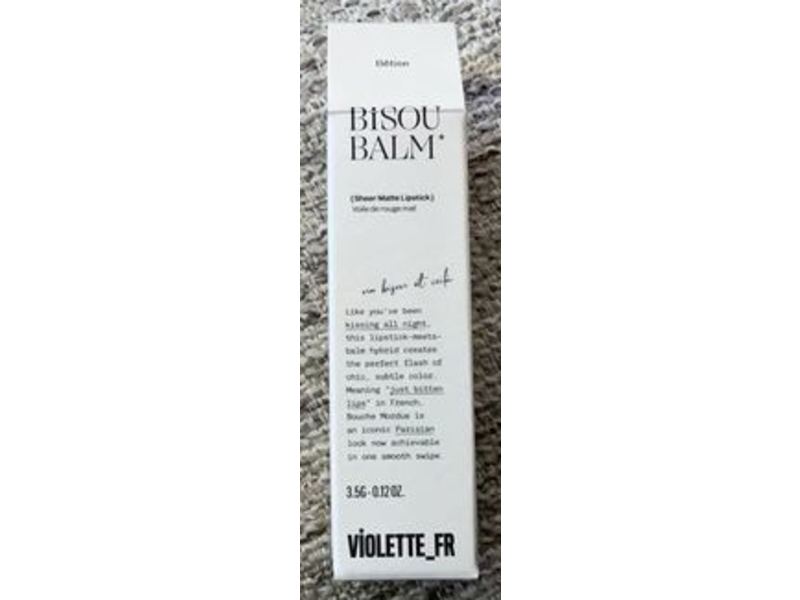 BiSOU
BALM*
(Sheer Matte Lipstick)
Voile de rouge mat
Like you've been
kissing all night,
this lipstick-meets-
balm hybrid creates
the perfect flash of
chic, subtle color.
Meaning "just bitten
lips" in French,
Bouche Mordue is
an iconic Parisian
look now achievable
in one smooth swipe.
3.5G · 0.12 OZ.
ViOLETTE_FR